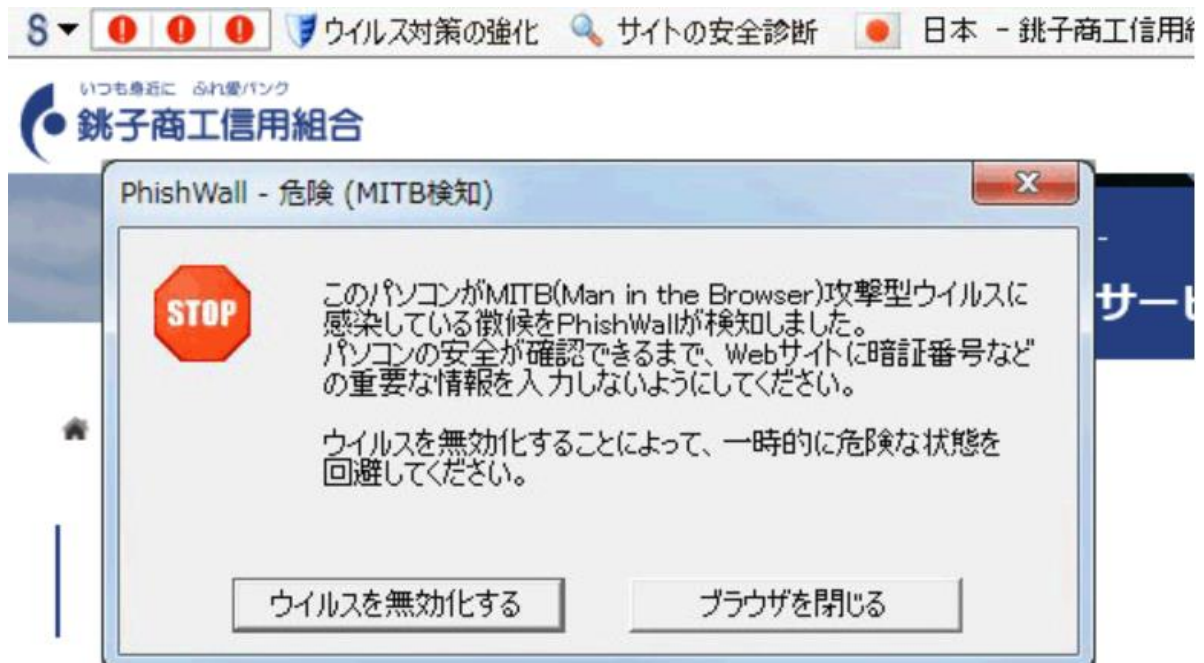 S
ウイルス対策の強化
サイトの安全診断
日本 - 銚子商工信用
いつも身近に ふれ愛バンク
銚子商工信用組合
PhishWall - 危険 (MITB検知)
STOP
このパソコンがMITB(Man in the Browser)攻撃型ウイルスに
感染している徴候をPhishWallが検知しました。
パソコンの安全が確認できるまで、Webサイトに暗証番号など
の重要な情報を入力しないようにしてください。
ウイルスを無効化することによって、一時的に危険な状態を
回避してください。
サー
ウイルスを無効化する
ブラウザを閉じる